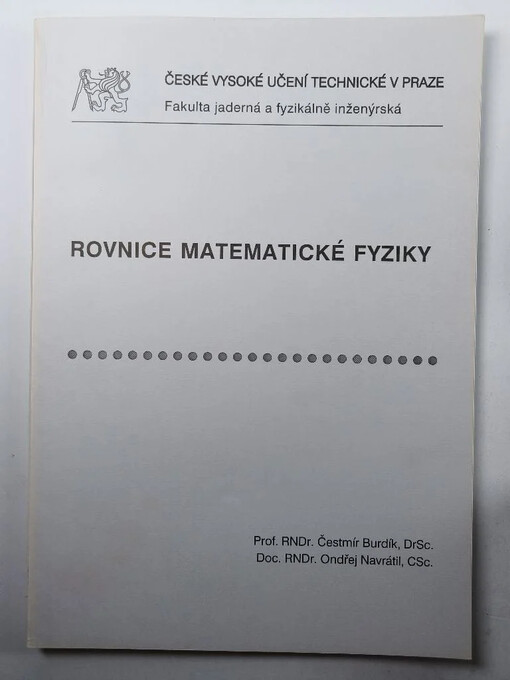 ČESKÉ VYSOKÉ UČENÍ TECHNICKÉ V PRAZE
Fakulta jaderná a fyzikálně inženýrská
ROVNICE MATEMATICKÉ FYZIKY
Prof. RNDr. Čestmír Burdík, DrSc.
Doc. RNDr. Ondřej Navrátil, CSc.